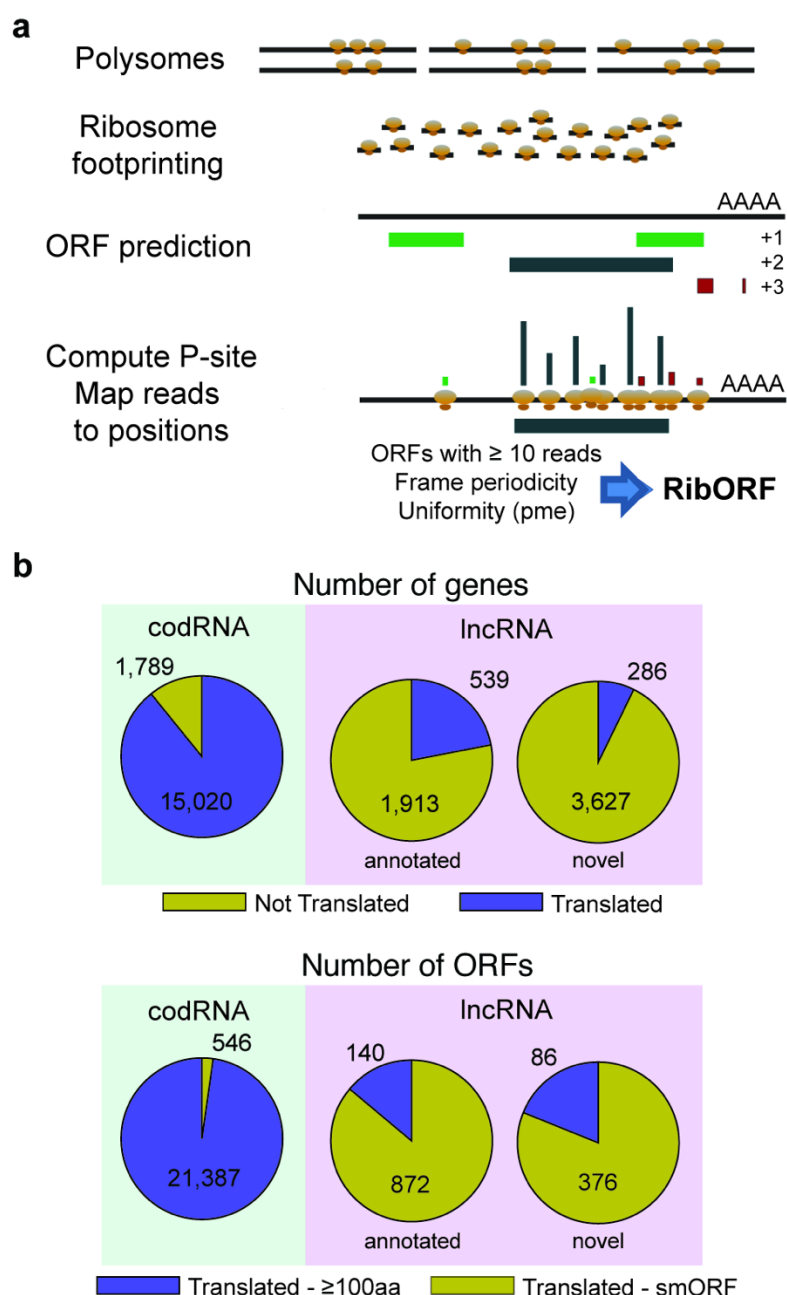 a
Polysomes
Ribosome
footprinting
AAAA
ORF prediction
+1
+2
+3
Compute P-site
Map reads
to positions
AAAA
ORFs with ≥ 10 reads
Frame periodicity
Uniformity (pme)
RibORF
b
Number of genes
codRNA
lncRNA
1,789
539
286
15,020
1,913
3,627
annotated
novel
Not Translated
Translated
Number of ORFs
codRNA
lncRNA
546
140
86
21,387
872
376
annotated
novel
Translated - ≥100aa
Translated - smORF